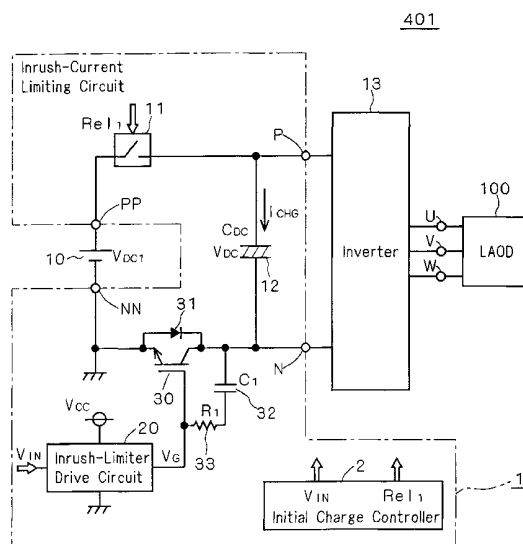 401
Inrush-Current
Limiting Circuit
Rel1
11
P
13
PP
iCHG
CDC
VDC
12
Inverter
100
U
V
W
LAOD
10
VDC1
NN
31
N
30
C1
32
R1
33
VCC
20
VIN
Inrush-Limiter
Drive Circuit
VG
2
VIN
Rel1
Initial Charge Controller
1